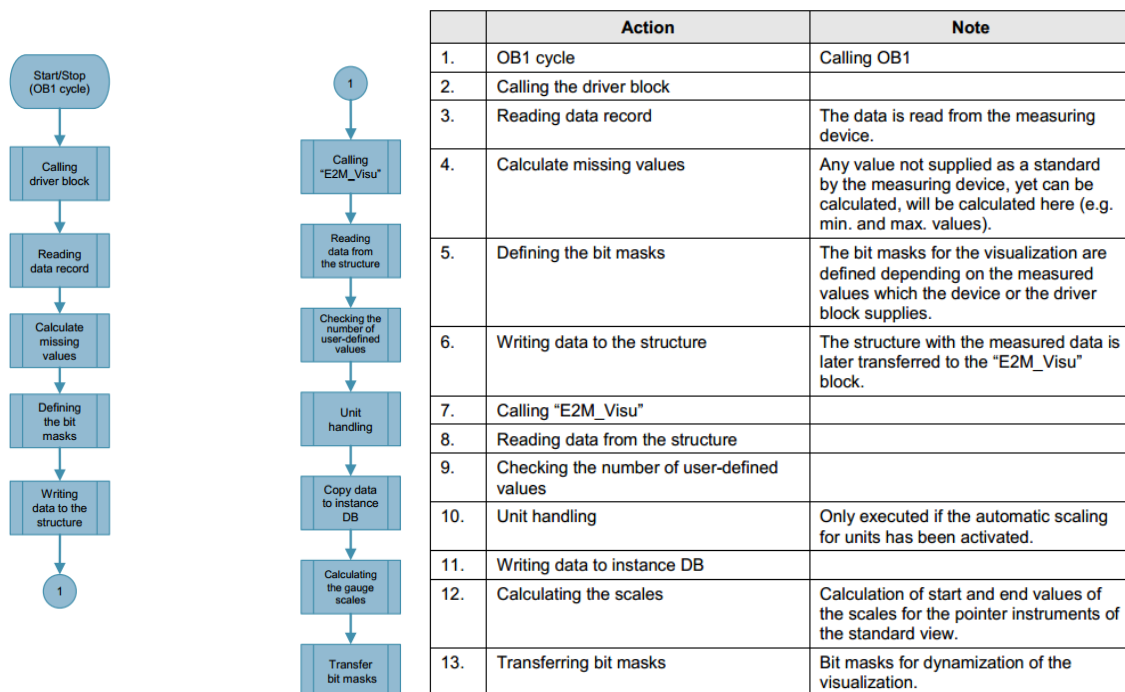 Start/Stop
(OB1 cycle)
Calling
driver block
Reading
data record
Calculate
missing
values
Defining
the bit
masks
Writing
data to the
structure
1
1
Calling
“E2M_Visu”
Reading
data from
the structure
Checking the
number of
user-defined
values
Unit
handling
Copy data
to instance
DB
Calculating
the gauge
scales
Transfer
bit masks
Action Note
1. OB1 cycle Calling OB1
2. Calling the driver block
3. Reading data record The data is read from the measuring
device.
4. Calculate missing values Any value not supplied as a standard
by the measuring device, yet can be
calculated, will be calculated here (e.g.
min. and max. values).
5. Defining the bit masks The bit masks for the visualization are
defined depending on the measured
values which the device or the driver
block supplies.
6. Writing data to the structure The structure with the measured data is
later transferred to the “E2M_Visu”
block.
7. Calling “E2M_Visu”
8. Reading data from the structure
9. Checking the number of user-defined
values
10. Unit handling Only executed if the automatic scaling
for units has been activated.
11. Writing data to instance DB
12. Calculating the scales Calculation of start and end values of
the scales for the pointer instruments of
the standard view.
13. Transferring bit masks Bit masks for dynamization of the
visualization.